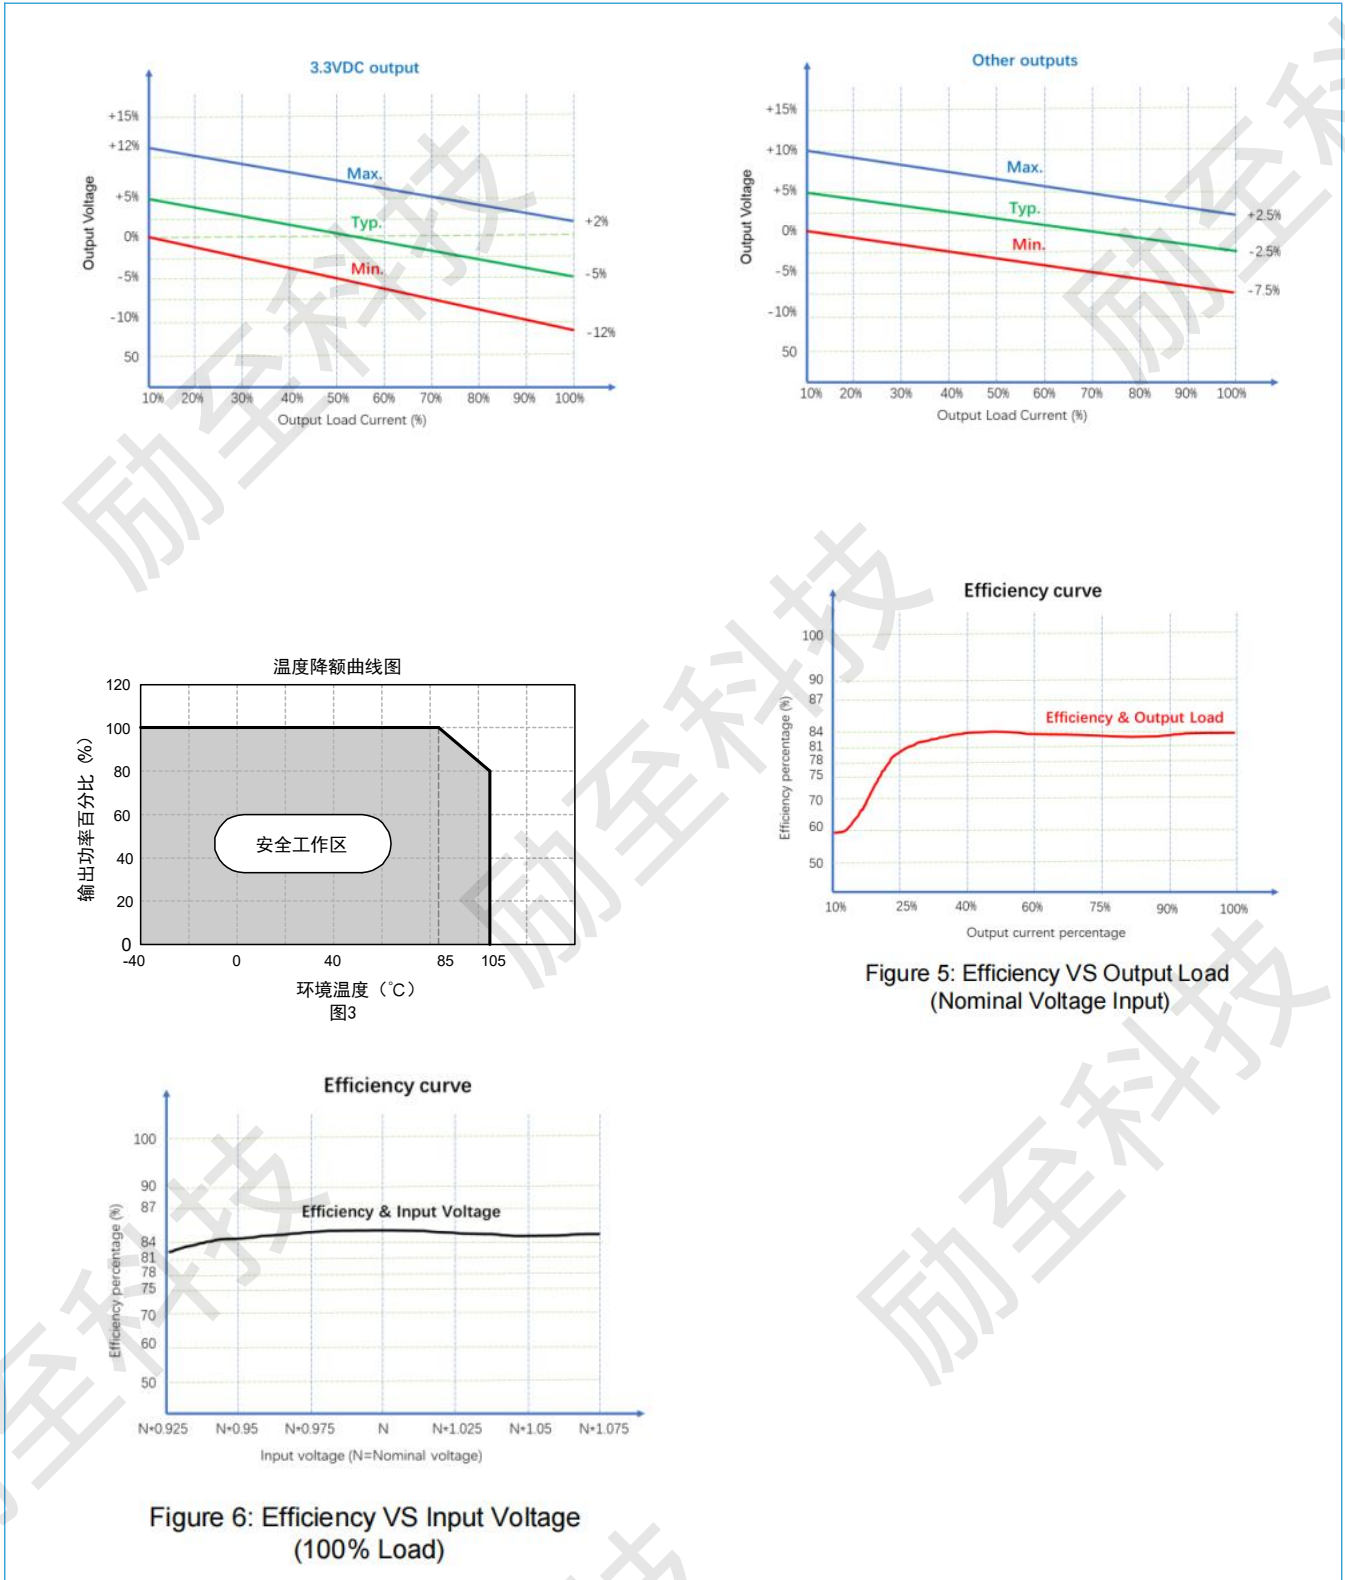 3.3VDC output
+15%
+12%
+5%
0%
-5%
-10%
50
Output Voltage
Max.
Typ.
Min.
+2%
-5%
-12%
10% 20% 30% 40% 50% 60% 70% 80% 90% 100%
Output Load Current (%)
Other outputs
+15%
+10%
+5%
0%
-5%
-10%
50
Output Voltage
Max.
Typ.
Min.
+2.5%
-2.5%
-7.5%
10% 20% 30% 40% 50% 60% 70% 80% 90% 100%
Output Load Current (%)
温度降额曲线图
120
100
80
60
40
20
0
输出功率百分比 (%)
安全工作区
-40 0 40 85 105
环境温度（℃）
图3
Efficiency curve
100
90
87
84
81
78
75
70
60
50
Efficiency percentage (%)
Efficiency & Output Load
10% 25% 40% 60% 75% 90% 100%
Output current percentage
Figure 5: Efficiency VS Output Load
(Nominal Voltage Input)
Efficiency curve
100
90
87
84
81
78
75
70
60
50
Efficiency percentage (%)
Efficiency & Input Voltage
N*0.925 N*0.95 N*0.975 N N*1.025 N*1.05 N*1.075
Input voltage (N=Nominal voltage)
Figure 6: Efficiency VS Input Voltage
(100% Load)
励至科技
励至科技
励至科技
励至科技
至科技
技